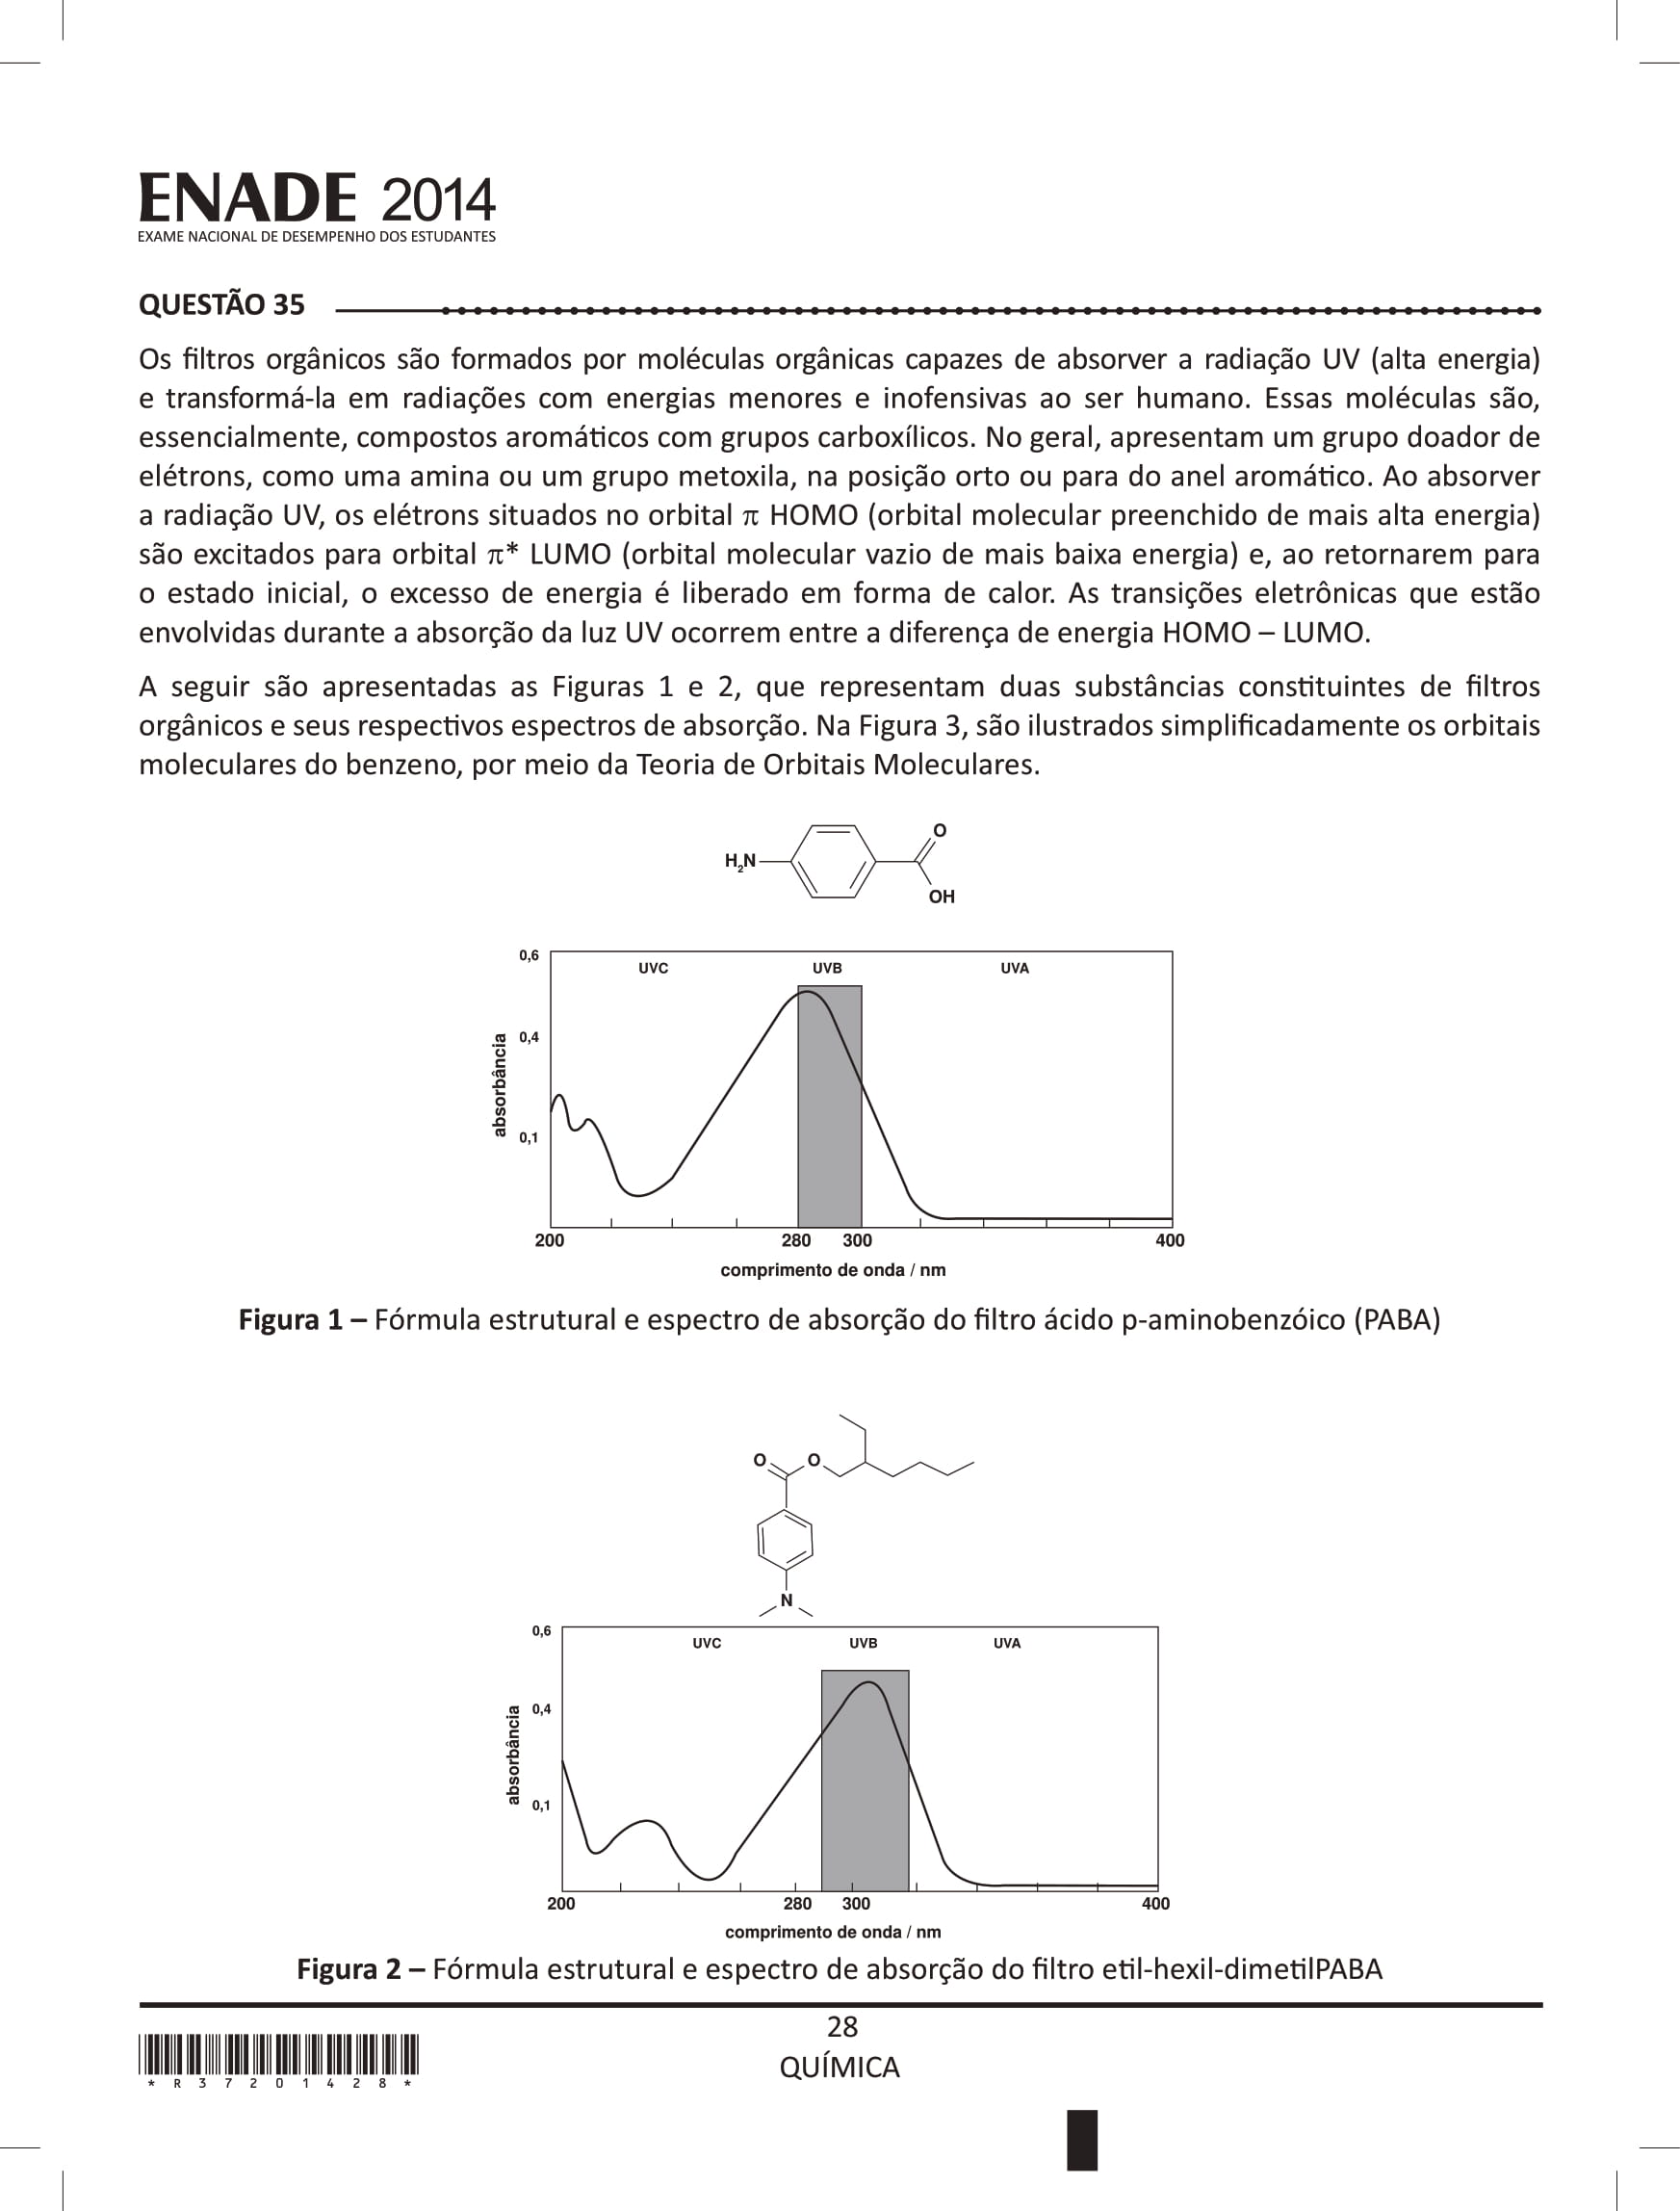 ENADE 2014
EXAME NACIONAL DE DESEMPENHO DOS ESTUDANTES
QUESTÃO 35
Os filtros orgânicos são formados por moléculas orgânicas capazes de absorver a radiação UV (alta energia)
e transformá-la em radiações com energias menores e inofensivas ao ser humano. Essas moléculas são,
essencialmente, compostos aromáticos com grupos carboxílicos. No geral, apresentam um grupo doador de
elétrons, como uma amina ou um grupo metoxila, na posição orto ou para do anel aromático. Ao absorver
a radiação UV, os elétrons situados no orbital π HOMO (orbital molecular preenchido de mais alta energia)
são excitados para orbital π* LUMO (orbital molecular vazio de mais baixa energia) e, ao retornarem para
o estado inicial, o excesso de energia é liberado em forma de calor. As transições eletrônicas que estão
envolvidas durante a absorção da luz UV ocorrem entre a diferença de energia HOMO – LUMO.
A seguir são apresentadas as Figuras 1 e 2, que representam duas substâncias constituintes de filtros
orgânicos e seus respectivos espectros de absorção. Na Figura 3, são ilustrados simplificadamente os orbitais
moleculares do benzeno, por meio da Teoria de Orbitais Moleculares.
O
H₂N
OH
0,6
UVC UVB UVA
0,4
absorbância
0,1
200 280 300 400
comprimento de onda / nm
Figura 1 – Fórmula estrutural e espectro de absorção do filtro ácido p-aminobenzóico (PABA)
O O
N
0,6
UVC UVB UVA
0,4
absorbância
0,1
200 280 300 400
comprimento de onda / nm
Figura 2 – Fórmula estrutural e espectro de absorção do filtro etil-hexil-dimetilPABA
28
QUÍMICA
* R 3 7 2 0 1 4 2 8 *